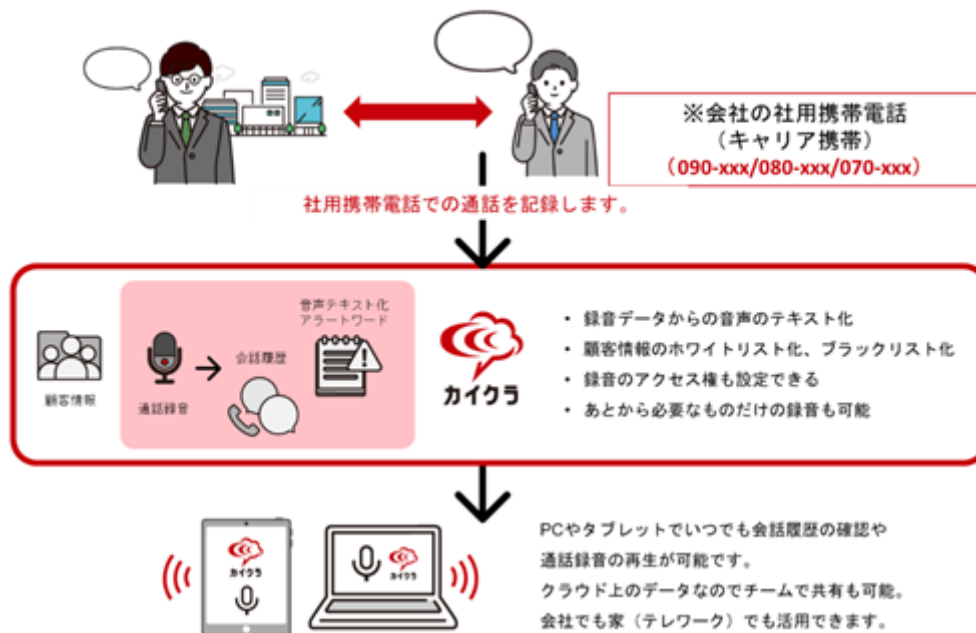 ※会社の社用携帯電話
（キャリア携帯）
（090-xxx/080-xxx/070-xxx）
社用携帯電話での通話を記録します。
顧客情報
通話録音
会話履歴
音声テキスト化
アラートワード
カイクラ
・ 録音データからの音声のテキスト化
・ 顧客情報のホワイトリスト化、ブラックリスト化
・ 録音のアクセス権も設定できる
・ あとから必要なものだけの録音も可能
カイクラ
カイクラ
PCやタブレットでいつでも会話履歴の確認や
通話録音の再生が可能です。
クラウド上のデータなのでチームで共有も可能。
会社でも家（テレワーク）でも活用できます。